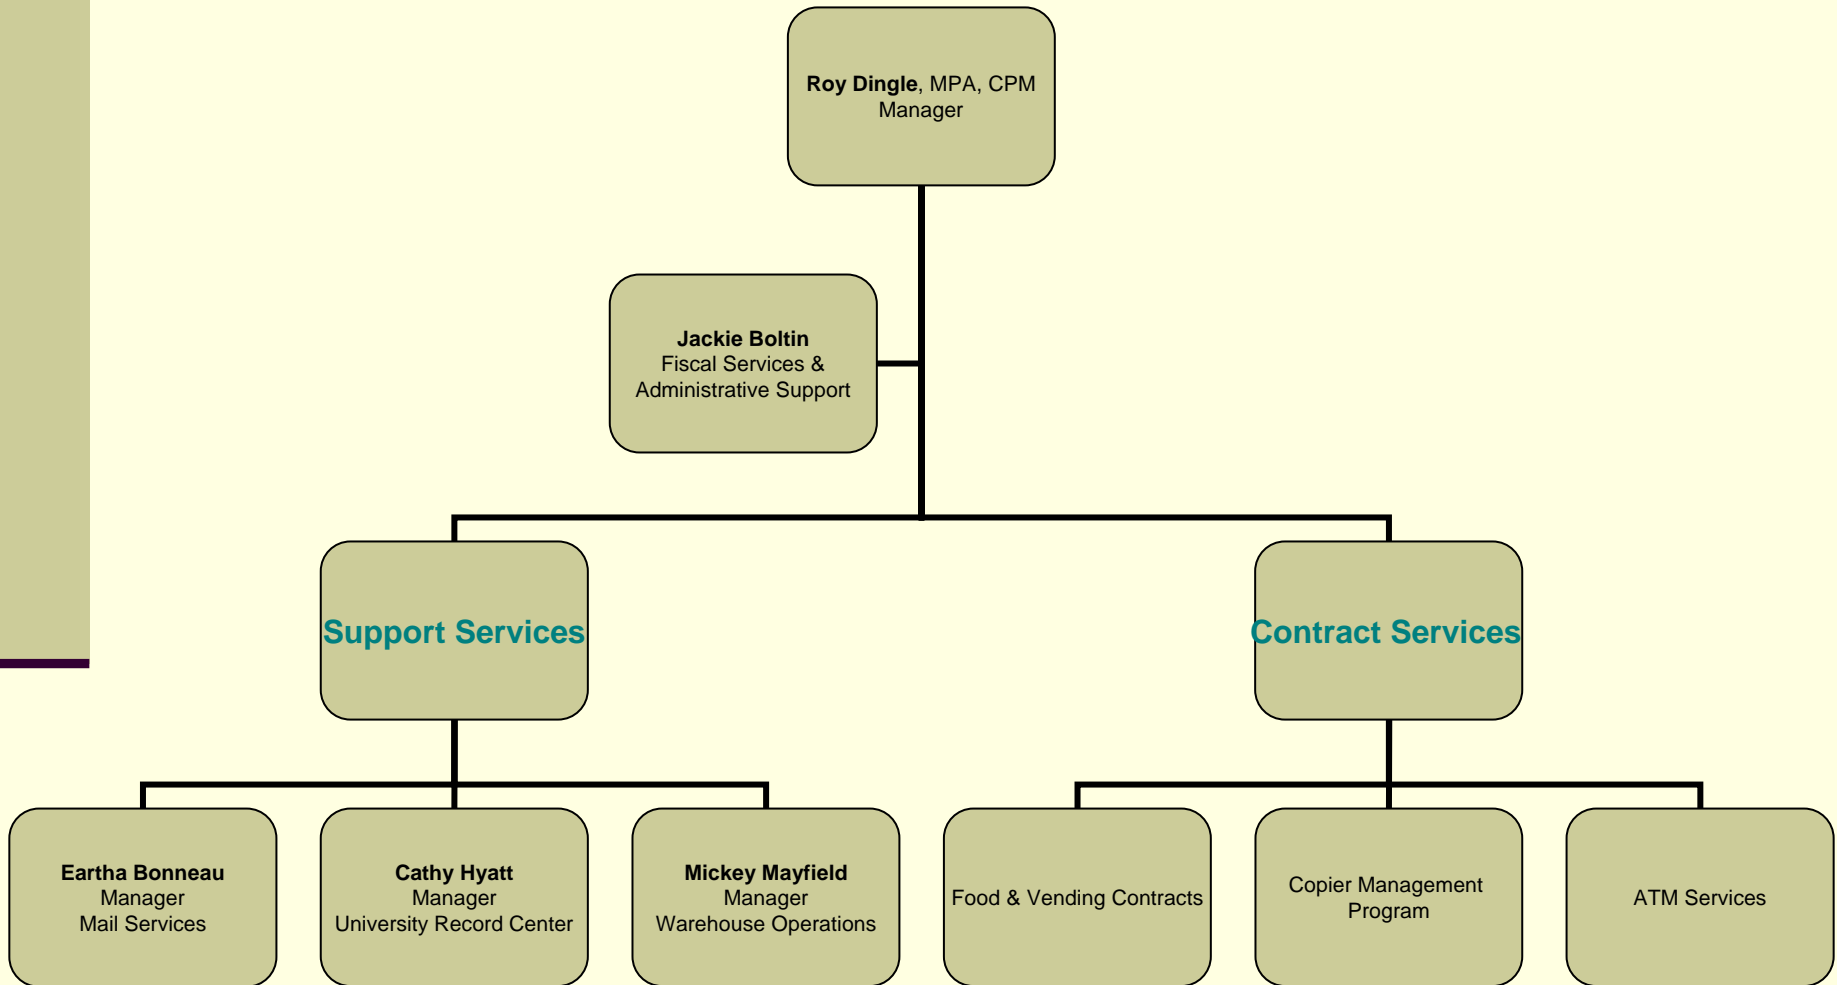 Roy Dingle, MPA, CPM
Manager
Jackie Boltin
Fiscal Services &
Administrative Support
Support Services
Contract Services
Eartha Bonneau
Manager
Mail Services
Cathy Hyatt
Manager
University Record Center
Mickey Mayfield
Manager
Warehouse Operations
Food & Vending Contracts
Copier Management
Program
ATM Services